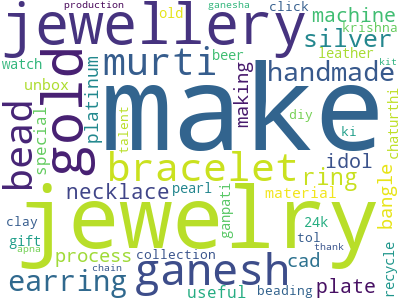 production ganesha old click
jewellery machine
krishna
murti silver
watch beer leather kit
unbox platinum handmade
gold make
bead special talent making diy ki chaturthi
bracelet idol
ring
necklace pearl material bangle
jewelry
clay ganpati 24k
gift process collection tol recycle
apna ganesh cad thank
earring chain beading plate
useful